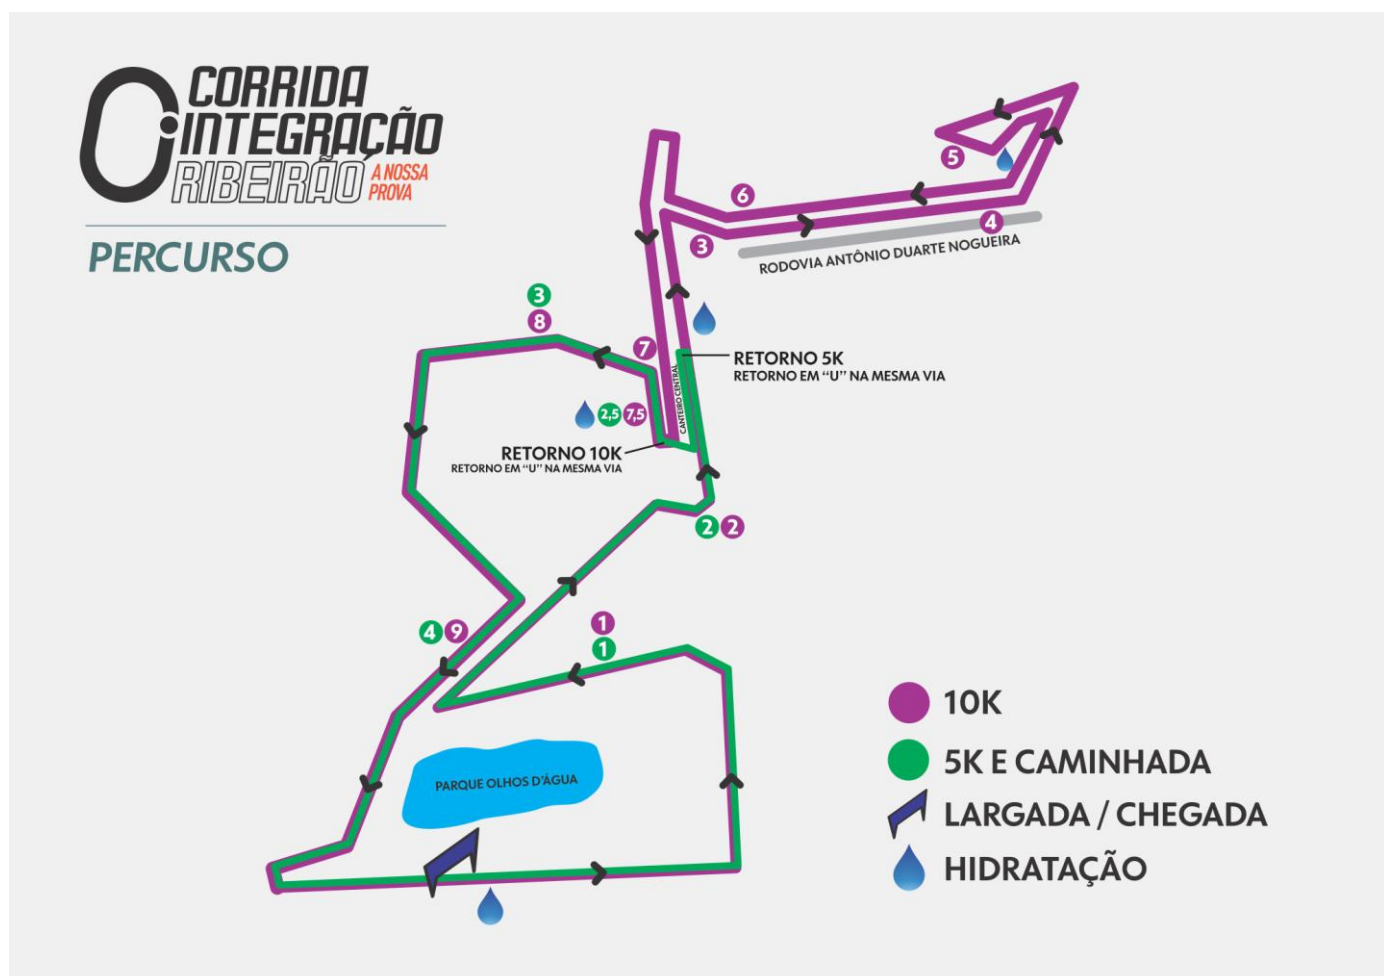 CORRIDA
INTEGRAÇÃO
RIBEIRÃO
A NOSSA
PROVA
PERCURSO
5
6
4
3
RODOVIA ANTÔNIO DUARTE NOGUEIRA
3
8
7
RETORNO 5K
RETORNO EM “U” NA MESMA VIA
CANTEIRO CENTRAL
2,5 7,5
RETORNO 10K
RETORNO EM “U” NA MESMA VIA
2 2
1
4 9
1
PARQUE OLHOS D'ÁGUA
10K
5K E CAMINHADA
LARGADA / CHEGADA
HIDRATAÇÃO